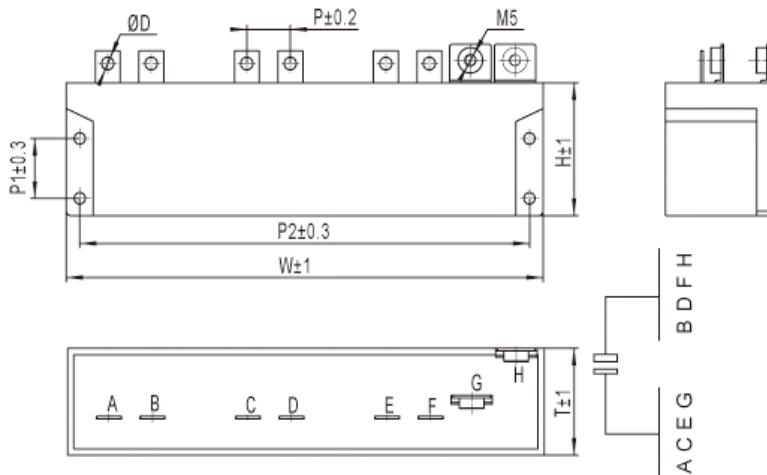 ØD
P±0.2
M5
P1±0.3
H±1
P2±0.3
W±1
A B C D E F G H
T±1
B D F H
A C E G